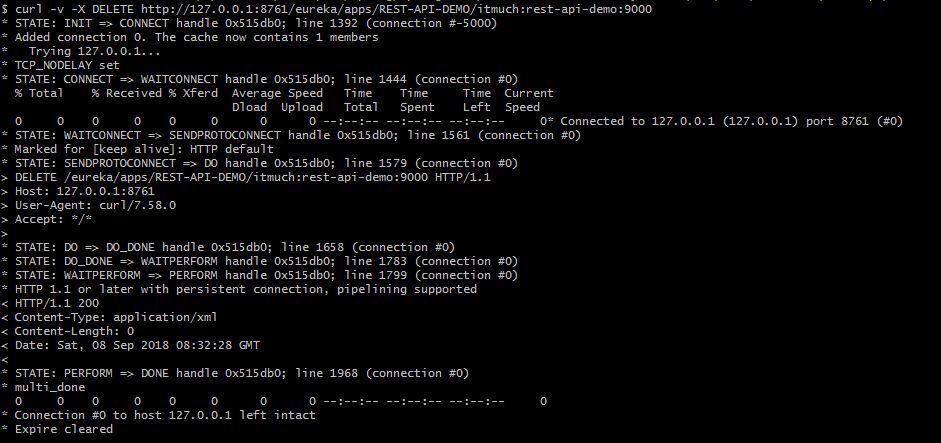 $ curl -v -X DELETE http://127.0.0.1:8761/eureka/apps/REST-API-DEMO/itmuch:rest-api-demo:9000
* STATE: INIT => CONNECT handle 0x515db0; line 1392 (connection #-5000)
* Added connection 0. The cache now contains 1 members
*   Trying 127.0.0.1...
* TCP_NODELAY set
* STATE: CONNECT => WAITCONNECT handle 0x515db0; line 1444 (connection #0)
  % Total    % Received % Xferd  Average Speed   Time    Time     Time  Current
                                 Dload  Upload   Total   Spent    Left  Speed
  0     0    0     0    0     0      0      0 --:--:-- --:--:-- --:--:--     0* Connected to 127.0.0.1 (127.0.0.1) port 8761 (#0)
* STATE: WAITCONNECT => SENDPROTOCONNECT handle 0x515db0; line 1561 (connection #0)
* Marked for [keep alive]: HTTP default
* STATE: SENDPROTOCONNECT => DO handle 0x515db0; line 1579 (connection #0)
> DELETE /eureka/apps/REST-API-DEMO/itmuch:rest-api-demo:9000 HTTP/1.1
> Host: 127.0.0.1:8761
> User-Agent: curl/7.58.0
> Accept: */*
>
* STATE: DO => DO_DONE handle 0x515db0; line 1658 (connection #0)
* STATE: DO_DONE => WAITPERFORM handle 0x515db0; line 1783 (connection #0)
* STATE: WAITPERFORM => PERFORM handle 0x515db0; line 1799 (connection #0)
* HTTP 1.1 or later with persistent connection, pipelining supported
< HTTP/1.1 200
< Content-Type: application/xml
< Content-Length: 0
< Date: Sat, 08 Sep 2018 08:32:28 GMT
<
* STATE: PERFORM => DONE handle 0x515db0; line 1968 (connection #0)
* multi_done
  0     0    0     0    0     0      0      0 --:--:-- --:--:-- --:--:--     0
* Connection #0 to host 127.0.0.1 left intact
* Expire cleared